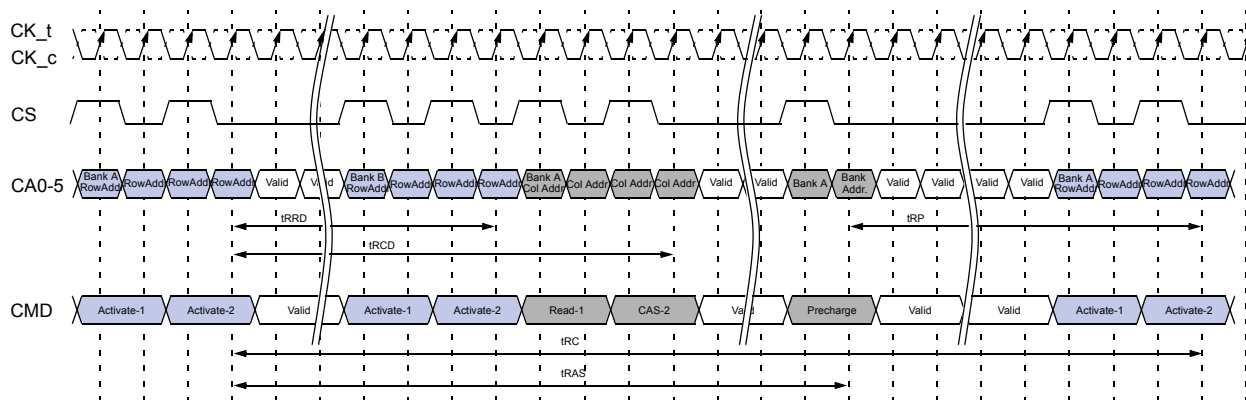 CK_t
CK_c
CS
CA0-5
Bank A RowAddr RowAddr RowAddr RowAddr Valid Valid Bank B RowAddr RowAddr RowAddr RowAddr Bank A Col Addr Col Addr Col Addr Col Addr Valid Valid Bank A Bank Addr. Valid Valid Valid Valid Bank A RowAddr RowAddr RowAddr RowAddr
tRRD tRP
tRCD
CMD Activate-1 Activate-2 Valid Activate-1 Activate-2 Read-1 CAS-2 Valid Precharge Valid Valid Activate-1 Activate-2
tRC
tRAS